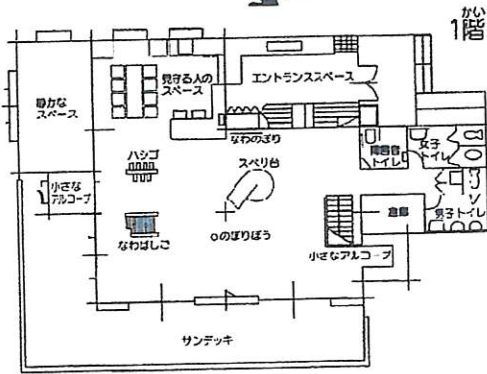 かい
1階
静かな
スペース
見守る人の
スペース
エントランススペース
なわのぼり
障害者
トイレ
女子
トイレ
ハシゴ
スベリ台
小さな
アルコーブ
倉庫
男子トイレ
なわばしご
のぼりぼう
小さなアルコーブ
サンデッキ